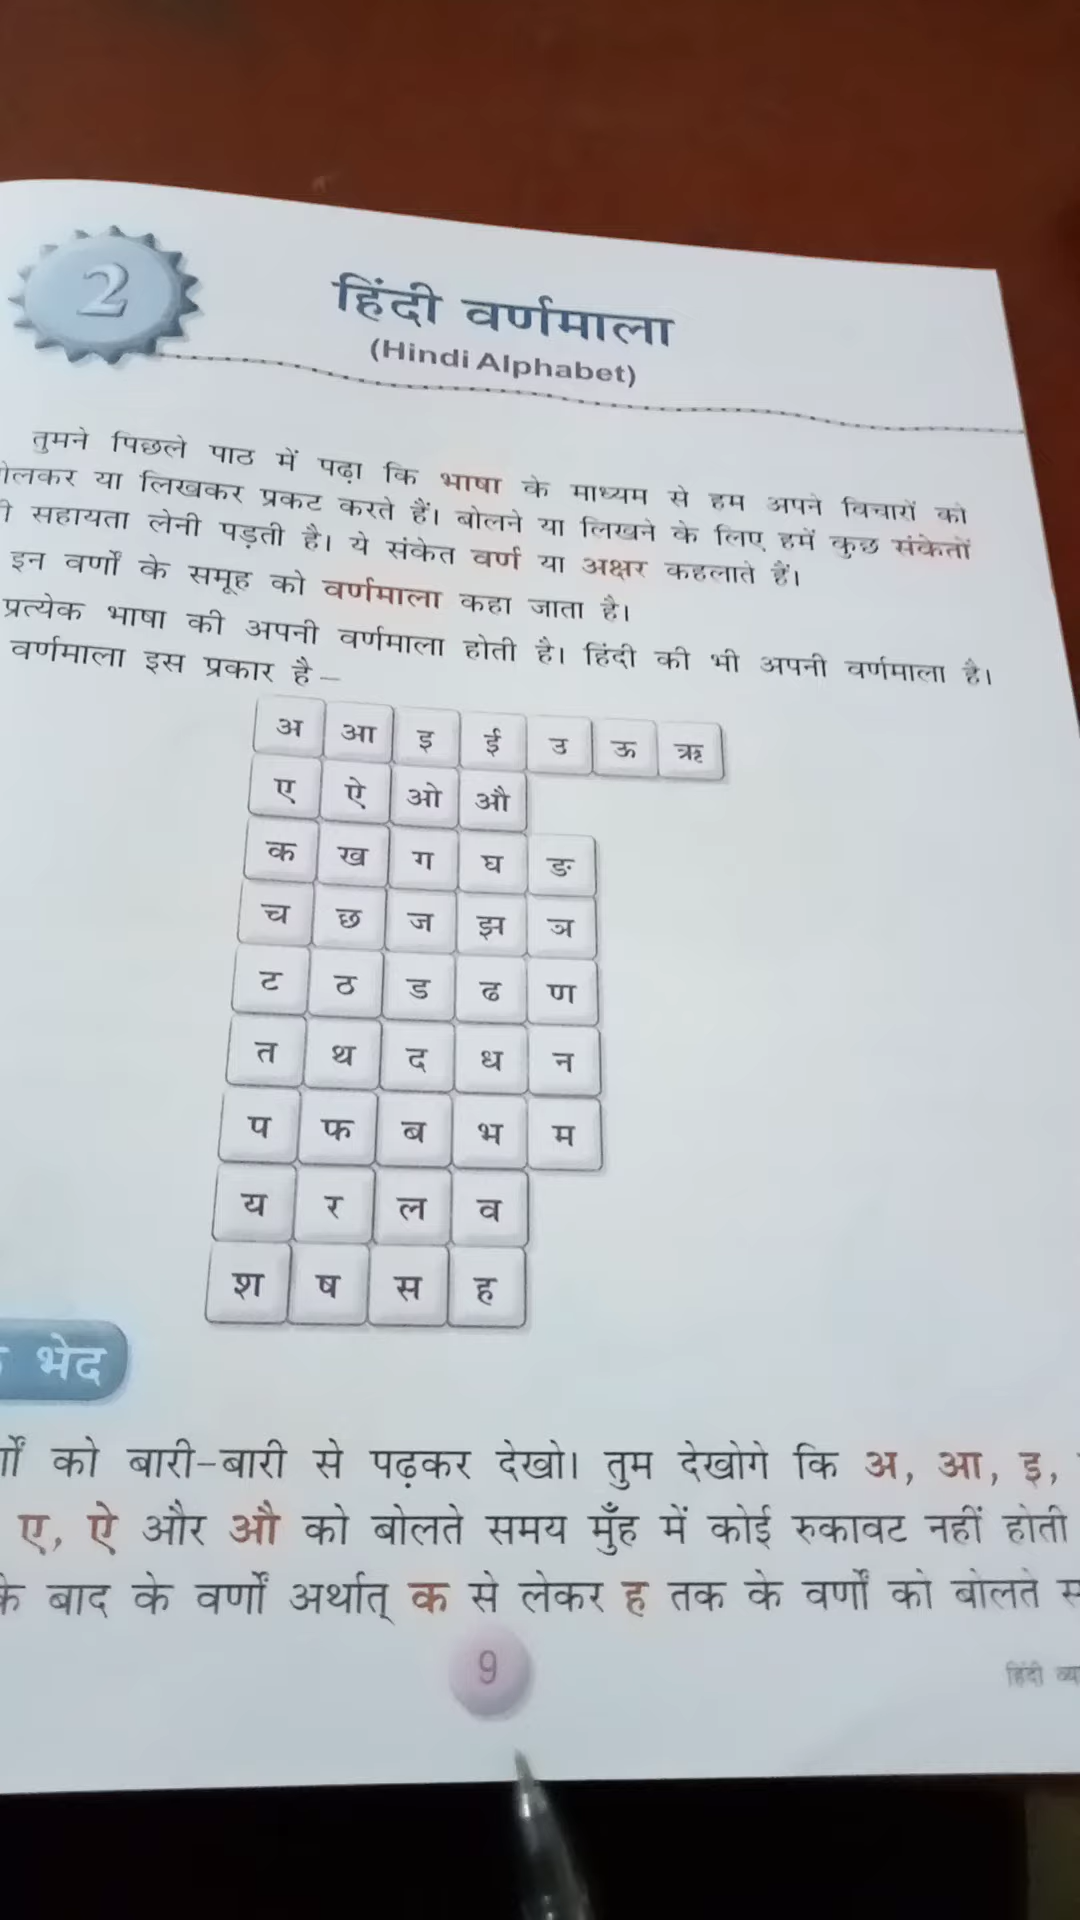 2
हिंदी वर्णमाला
(Hindi Alphabet)
तुमने पिछले पाठ में पढ़ा कि भाषा के माध्यम से हम अपने विचारों को
या लिखकर प्रकट करते हैं। बोलने या लिखने के लिए हमें कुछ संकेतों
सहायता लेनी पड़ती है। ये संकेत वर्ण या अक्षर कहलाते हैं।
इन वर्णों के समूह को वर्णमाला कहा जाता है।
प्रत्येक भाषा की अपनी वर्णमाला होती है। हिंदी की भी अपनी वर्णमाला है।
वर्णमाला इस प्रकार है –
अ आ इ ई उ ऊ ऋ
ए ऐ ओ औ
क ख ग घ ङ
च छ ज झ ञ
ट ठ ड ढ ण
त थ द ध न
प फ ब भ म
य र ल व
श ष स ह
भेद
को बारी-बारी से पढ़कर देखो। तुम देखोगे कि अ, आ, इ,
ए, ऐ और औ को बोलते समय मुँह में कोई रुकावट नहीं होती
के बाद के वर्णों अर्थात् क से लेकर ह तक के वर्णों को बोलते
9
हिंदी